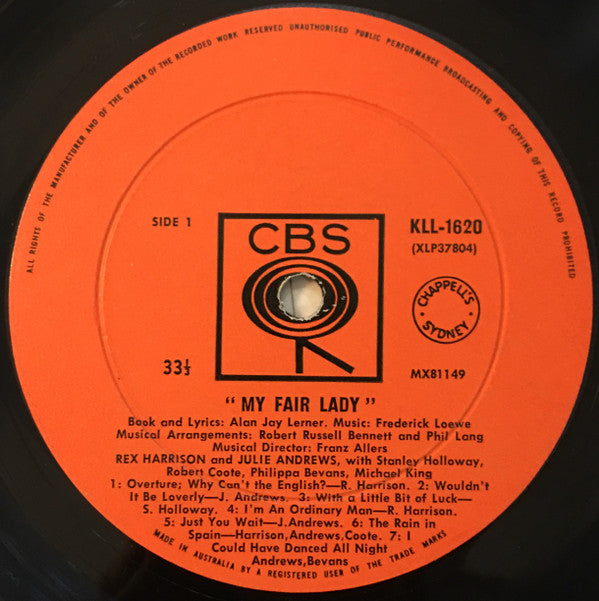 ALL RIGHTS OF THE MANUFACTURER AND OF THE OWNER OF THE RECORDED WORK RESERVED UNAUTHORISED PUBLIC PERFORMANCE BROADCASTING AND COPYING OF THIS RECORD PROHIBITED
SIDE 1
CBS
KLL-1620
(XLP37804)
CHAPPELL'S
SYDNEY
33⅓
MX81149
"MY FAIR LADY"
Book and Lyrics: Alan Jay Lerner. Music: Frederick Loewe
Musical Arrangements: Robert Russell Bennett and Phil Lang
Musical Director: Franz Allers
REX HARRISON and JULIE ANDREWS, with Stanley Holloway,
Robert Coote, Philippa Bevans, Michael King
1: Overture; Why Can't the English?—R. Harrison. 2: Wouldn't
It Be Loverly—J. Andrews. 3: With a Little Bit of Luck—
S. Holloway. 4: I'm An Ordinary Man—R. Harrison.
5: Just You Wait—J.Andrews. 6: The Rain in
Spain—Harrison,Andrews,Coote. 7: I
Could Have Danced All Night
Andrews,Bevans
MADE IN AUSTRALIA BY A REGISTERED USER OF THE TRADE MARKS